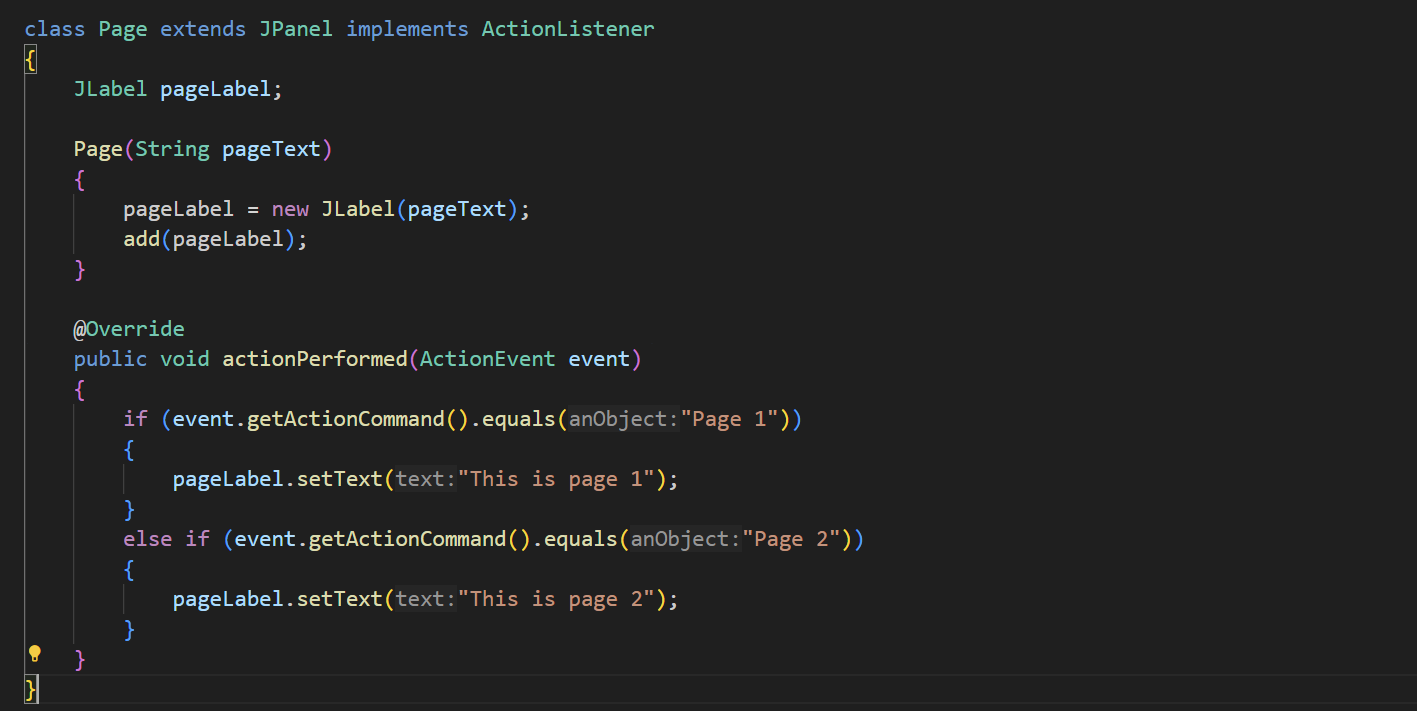 class Page extends JPanel implements ActionListener
{
    JLabel pageLabel;

    Page(String pageText)
    {
        pageLabel = new JLabel(pageText);
        add(pageLabel);
    }

    @Override
    public void actionPerformed(ActionEvent event)
    {
        if (event.getActionCommand().equals(anObject:"Page 1"))
        {
            pageLabel.setText(text:"This is page 1");
        }
        else if (event.getActionCommand().equals(anObject:"Page 2"))
        {
            pageLabel.setText(text:"This is page 2");
        }
    }
}